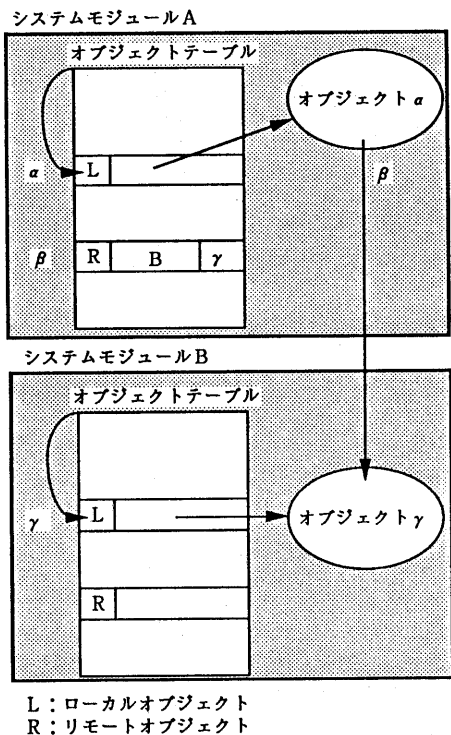 システムモジュールA
オブジェクトテーブル
オブジェクトα
α
L
β
β
R B γ
システムモジュールB
オブジェクトテーブル
γ
L
オブジェクトγ
R
L：ローカルオブジェクト
R：リモートオブジェクト